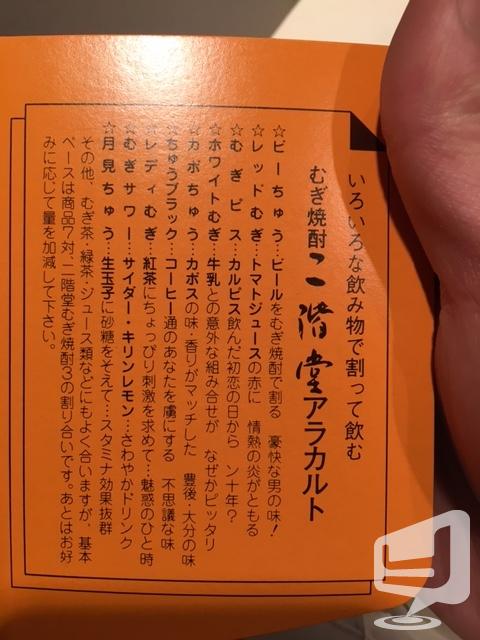 いろいろな飲み物で割って飲む
むぎ焼酎 二階堂アラカルト
☆ビーちゅう…ビールをむぎ焼酎で割る 豪快な男の味!
☆レッドむぎ…トマトジュースの赤に 情熱の炎がともる
☆むぎピス…カルピス飲んだ初恋の日から ン十年?
☆ホワイトむぎ…牛乳との意外な組み合せが なぜかピッタリ
☆カボちゅう…カボスの味・香りがマッチした 豊後・大分の味
☆ちゅうブラック…コーヒー通のあなたを虜にする 不思議な味
☆レディむぎ…紅茶にちょっぴり刺激を求めて…魅惑のひと時
☆むぎサワー…サイダー・キリンレモン…さわやかドリンク
☆月見ちゅう…生玉子に砂糖をそえて…スタミナ効果抜群
その他、むぎ茶・緑茶・ジュース類などにもよく合いますが、基本
ベースは商品7対、二階堂むぎ焼酎3の割り合いです。あとはお好
みに応じて量を加減して下さい。